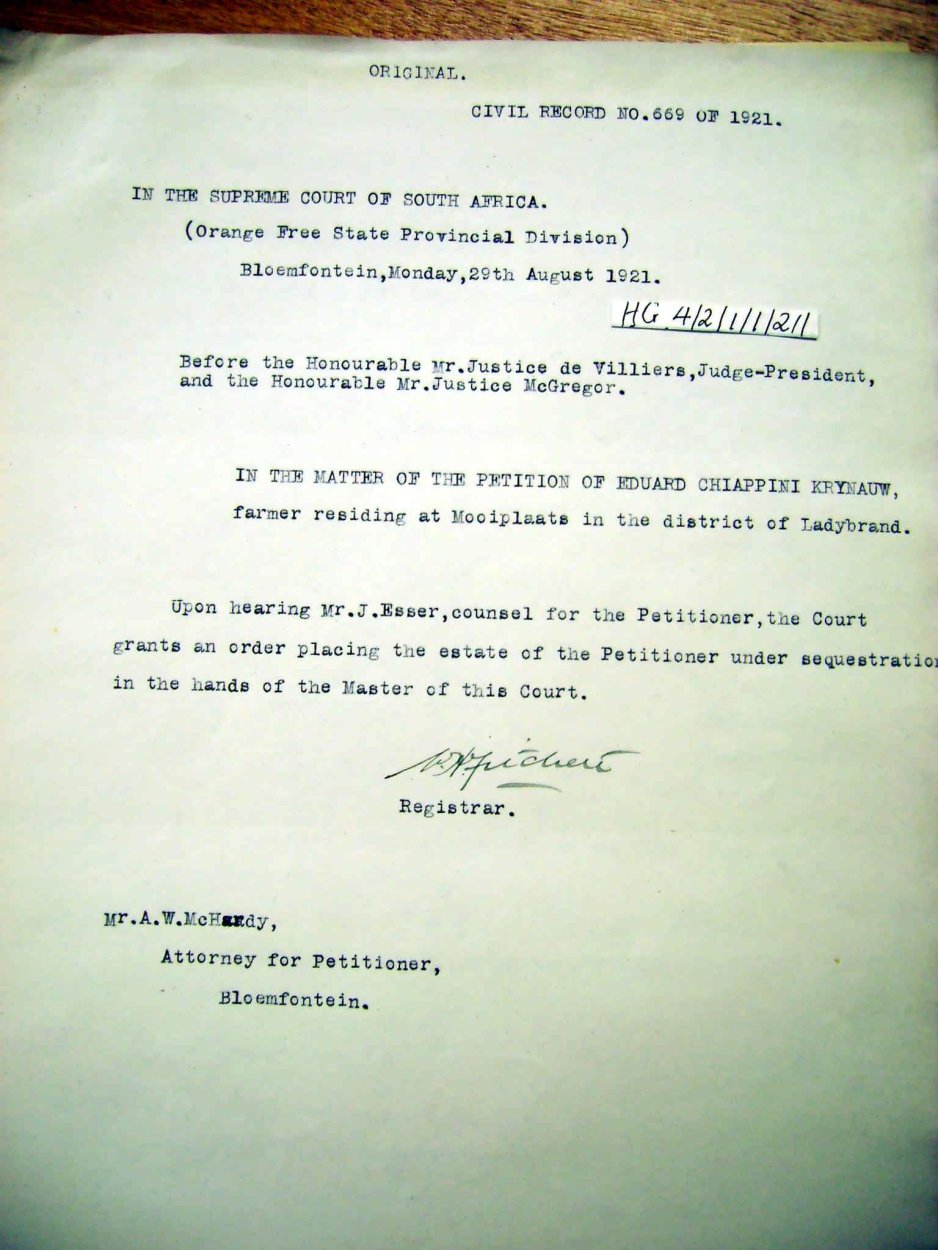 ORIGINAL.
CIVIL RECORD NO.669 OF 1921.
IN THE SUPREME COURT OF SOUTH AFRICA.
(Orange Free State Provincial Division)
Bloemfontein,Monday,29th August 1921.
HG 4/2/1/1/211
Before the Honourable Mr.Justice de Villiers,Judge-President,
and the Honourable Mr.Justice McGregor.
IN THE MATTER OF THE PETITION OF EDUARD CHIAPPINI KRYNAUW,
farmer residing at Mooiplaats in the district of Ladybrand.
Upon hearing Mr.J.Esser,counsel for the Petitioner,the Court
grants an order placing the estate of the Petitioner under sequestration
in the hands of the Master of this Court.
Registrar.
Mr.A.W.McHardy,
Attorney for Petitioner,
Bloemfontein.